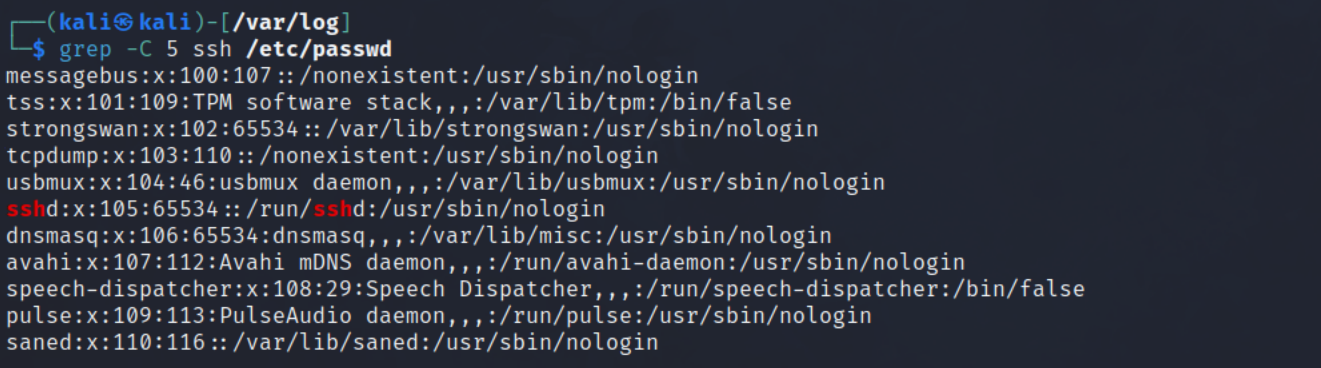 ┌──(kali㉿kali)-[/var/log]
└─$ grep -C 5 ssh /etc/passwd
messagebus:x:100:107::/nonexistent:/usr/sbin/nologin
tss:x:101:109:TPM software stack,,,:/var/lib/tpm:/bin/false
strongswan:x:102:65534::/var/lib/strongswan:/usr/sbin/nologin
tcpdump:x:103:110::/nonexistent:/usr/sbin/nologin
usbmux:x:104:46:usbmux daemon,,,:/var/lib/usbmux:/usr/sbin/nologin
sshd:x:105:65534::/run/sshd:/usr/sbin/nologin
dnsmasq:x:106:65534:dnsmasq,,,:/var/lib/misc:/usr/sbin/nologin
avahi:x:107:112:Avahi mDNS daemon,,,:/run/avahi-daemon:/usr/sbin/nologin
speech-dispatcher:x:108:29:Speech Dispatcher,,,:/run/speech-dispatcher:/bin/false
pulse:x:109:113:PulseAudio daemon,,,:/run/pulse:/usr/sbin/nologin
saned:x:110:116::/var/lib/saned:/usr/sbin/nologin